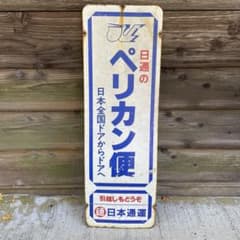 日通の
ペリカン便
日本全国ドアからドアへ
引越しもどうぞ
通 日本通運